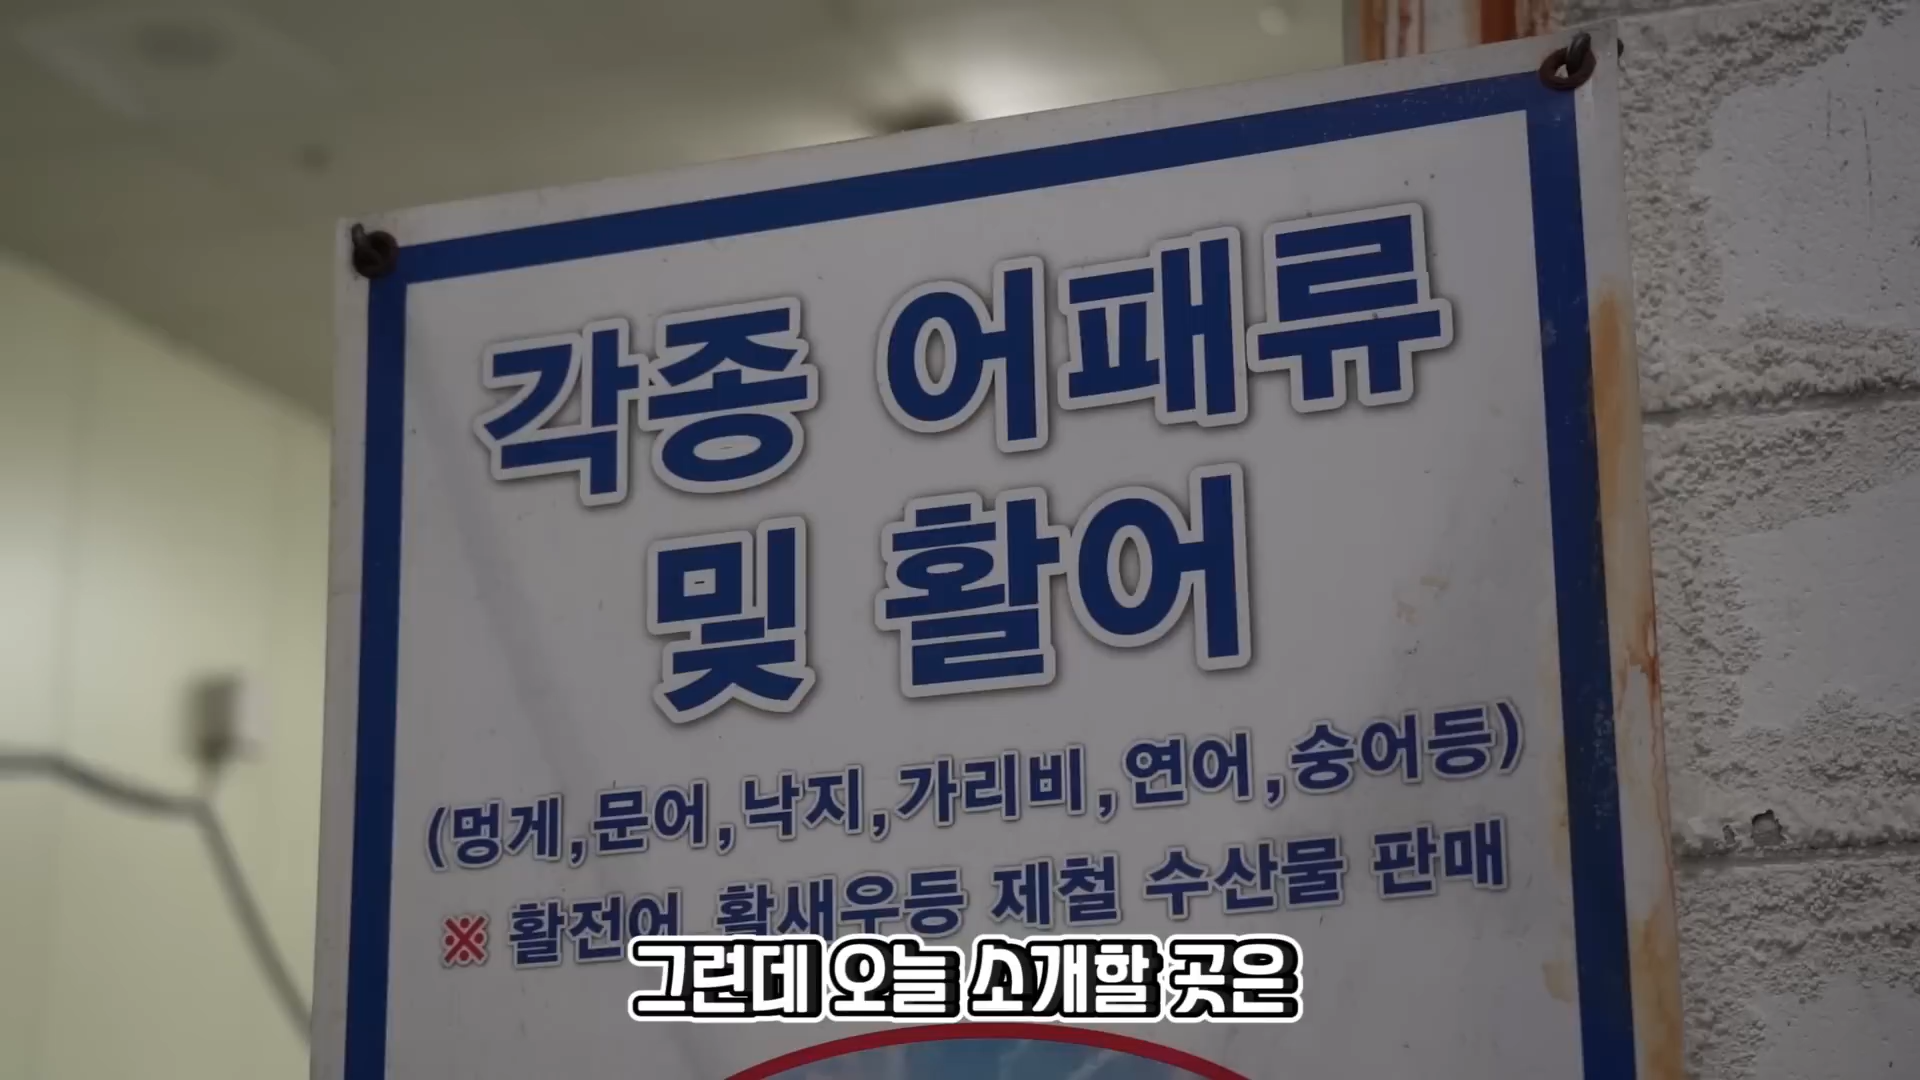 각종 어패류
및 활어
(멍게,문어,낙지,가리비,연어,숭어등)
※ 활전어 활새우등 제철 수산물 판매
그런데 오늘 소개할 곳은